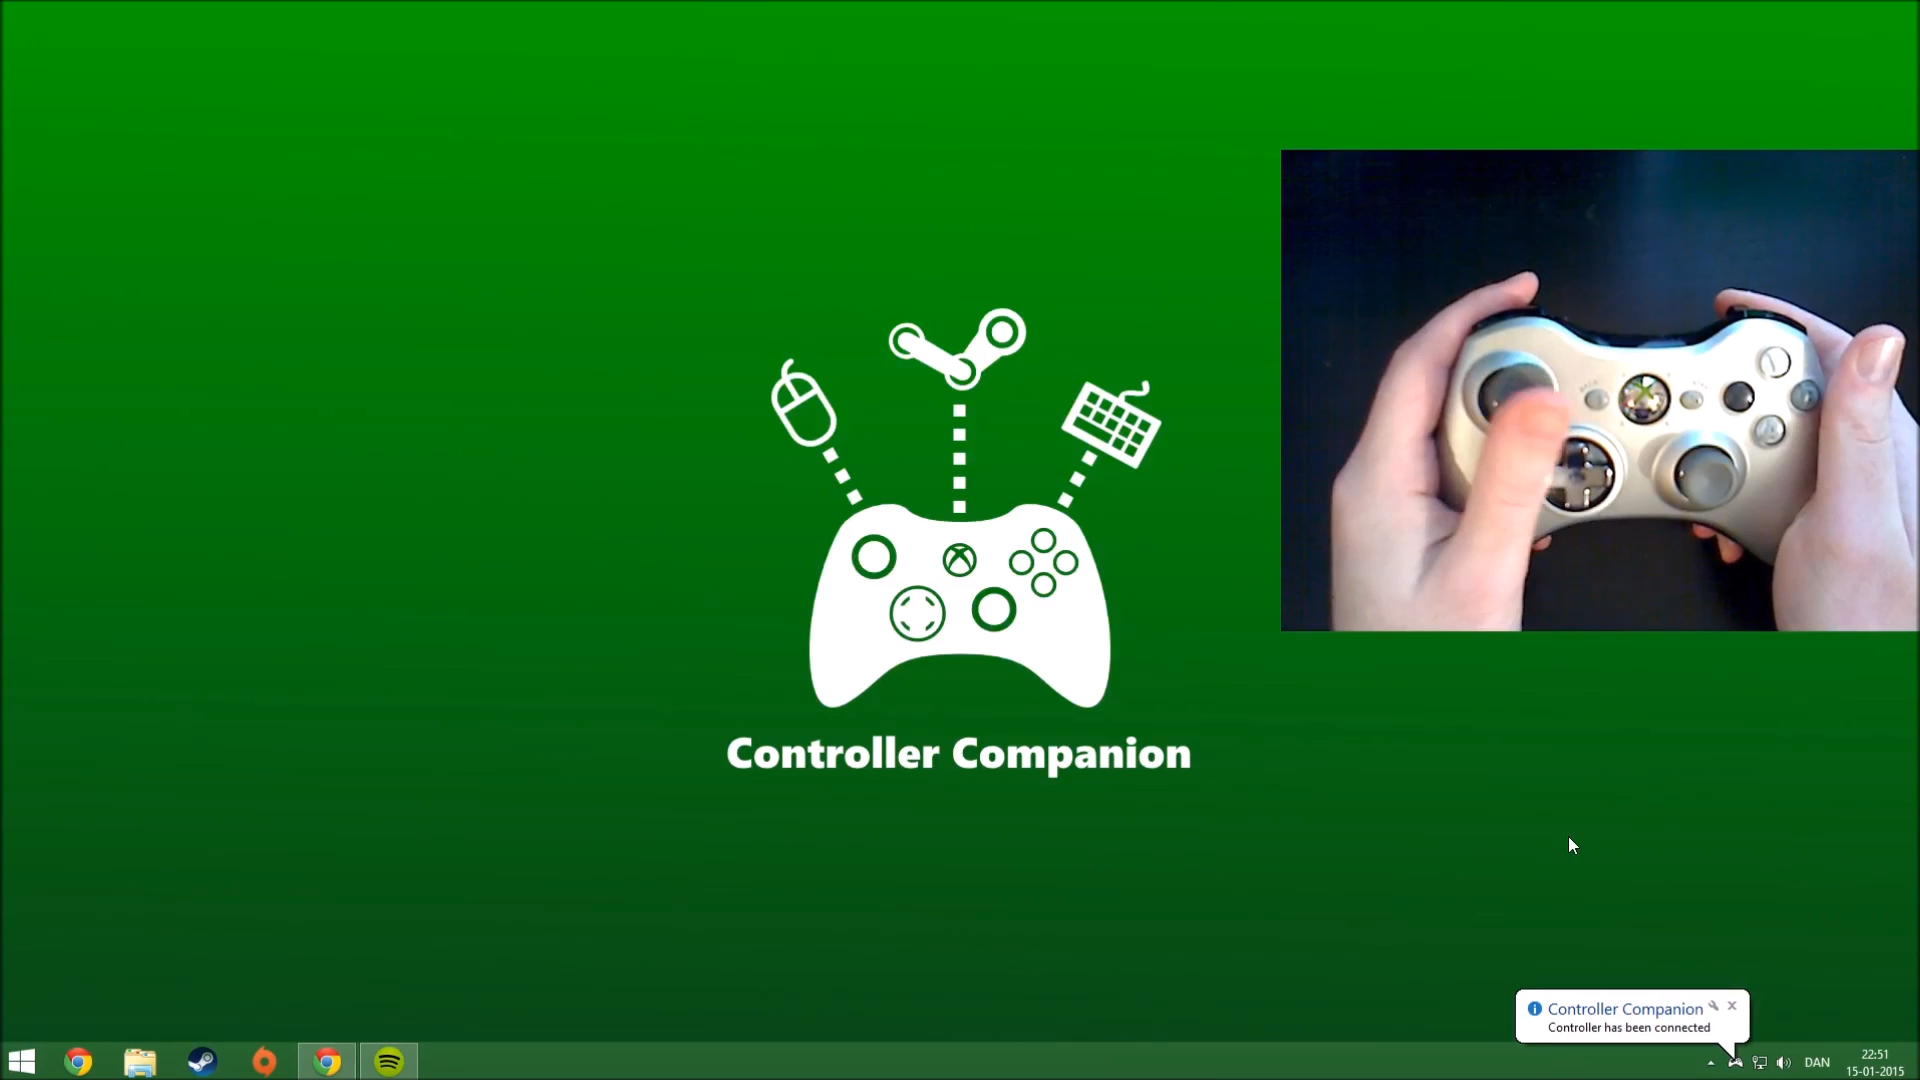 Controller Companion
Controller Companion
Controller has been connected
DAN
22:51
15-01-2015